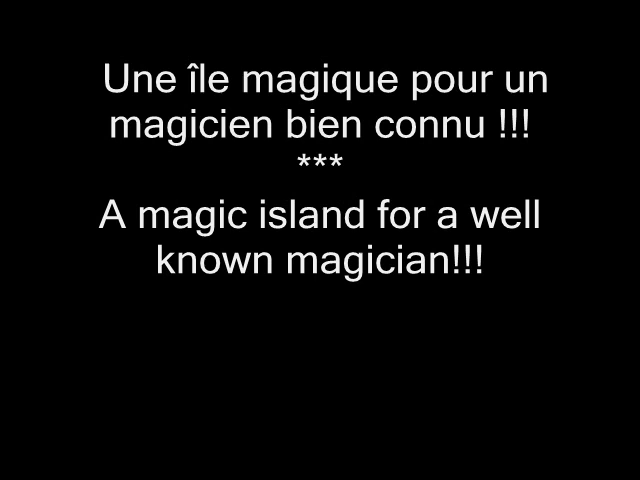 Une île magique pour un
magicien bien connu !!!
***
A magic island for a well
known magician!!!